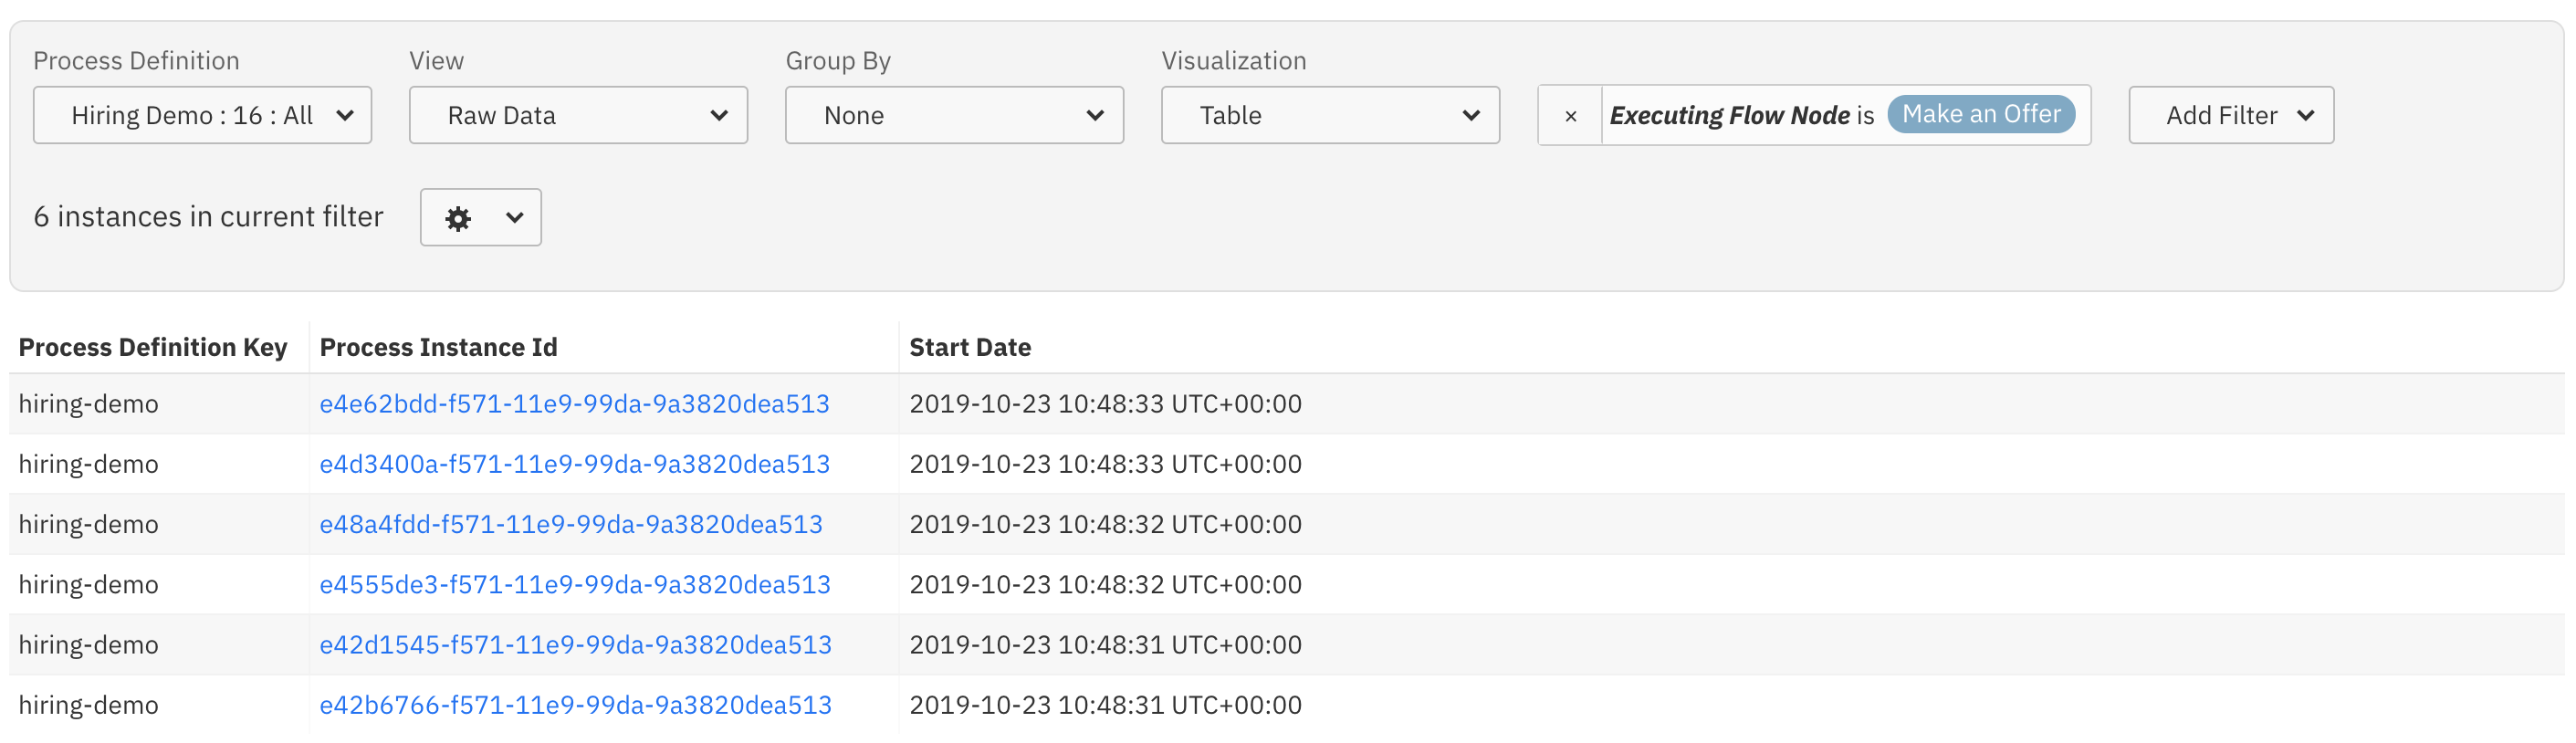 Process Definition View Group By Visualization
Hiring Demo : 16 : All Raw Data None Table × Executing Flow Node is Make an Offer Add Filter
6 instances in current filter
Process Definition Key Process Instance Id Start Date
hiring-demo e4e62bdd-f571-11e9-99da-9a3820dea513 2019-10-23 10:48:33 UTC+00:00
hiring-demo e4d3400a-f571-11e9-99da-9a3820dea513 2019-10-23 10:48:33 UTC+00:00
hiring-demo e48a4fdd-f571-11e9-99da-9a3820dea513 2019-10-23 10:48:32 UTC+00:00
hiring-demo e4555de3-f571-11e9-99da-9a3820dea513 2019-10-23 10:48:32 UTC+00:00
hiring-demo e42d1545-f571-11e9-99da-9a3820dea513 2019-10-23 10:48:31 UTC+00:00
hiring-demo e42b6766-f571-11e9-99da-9a3820dea513 2019-10-23 10:48:31 UTC+00:00